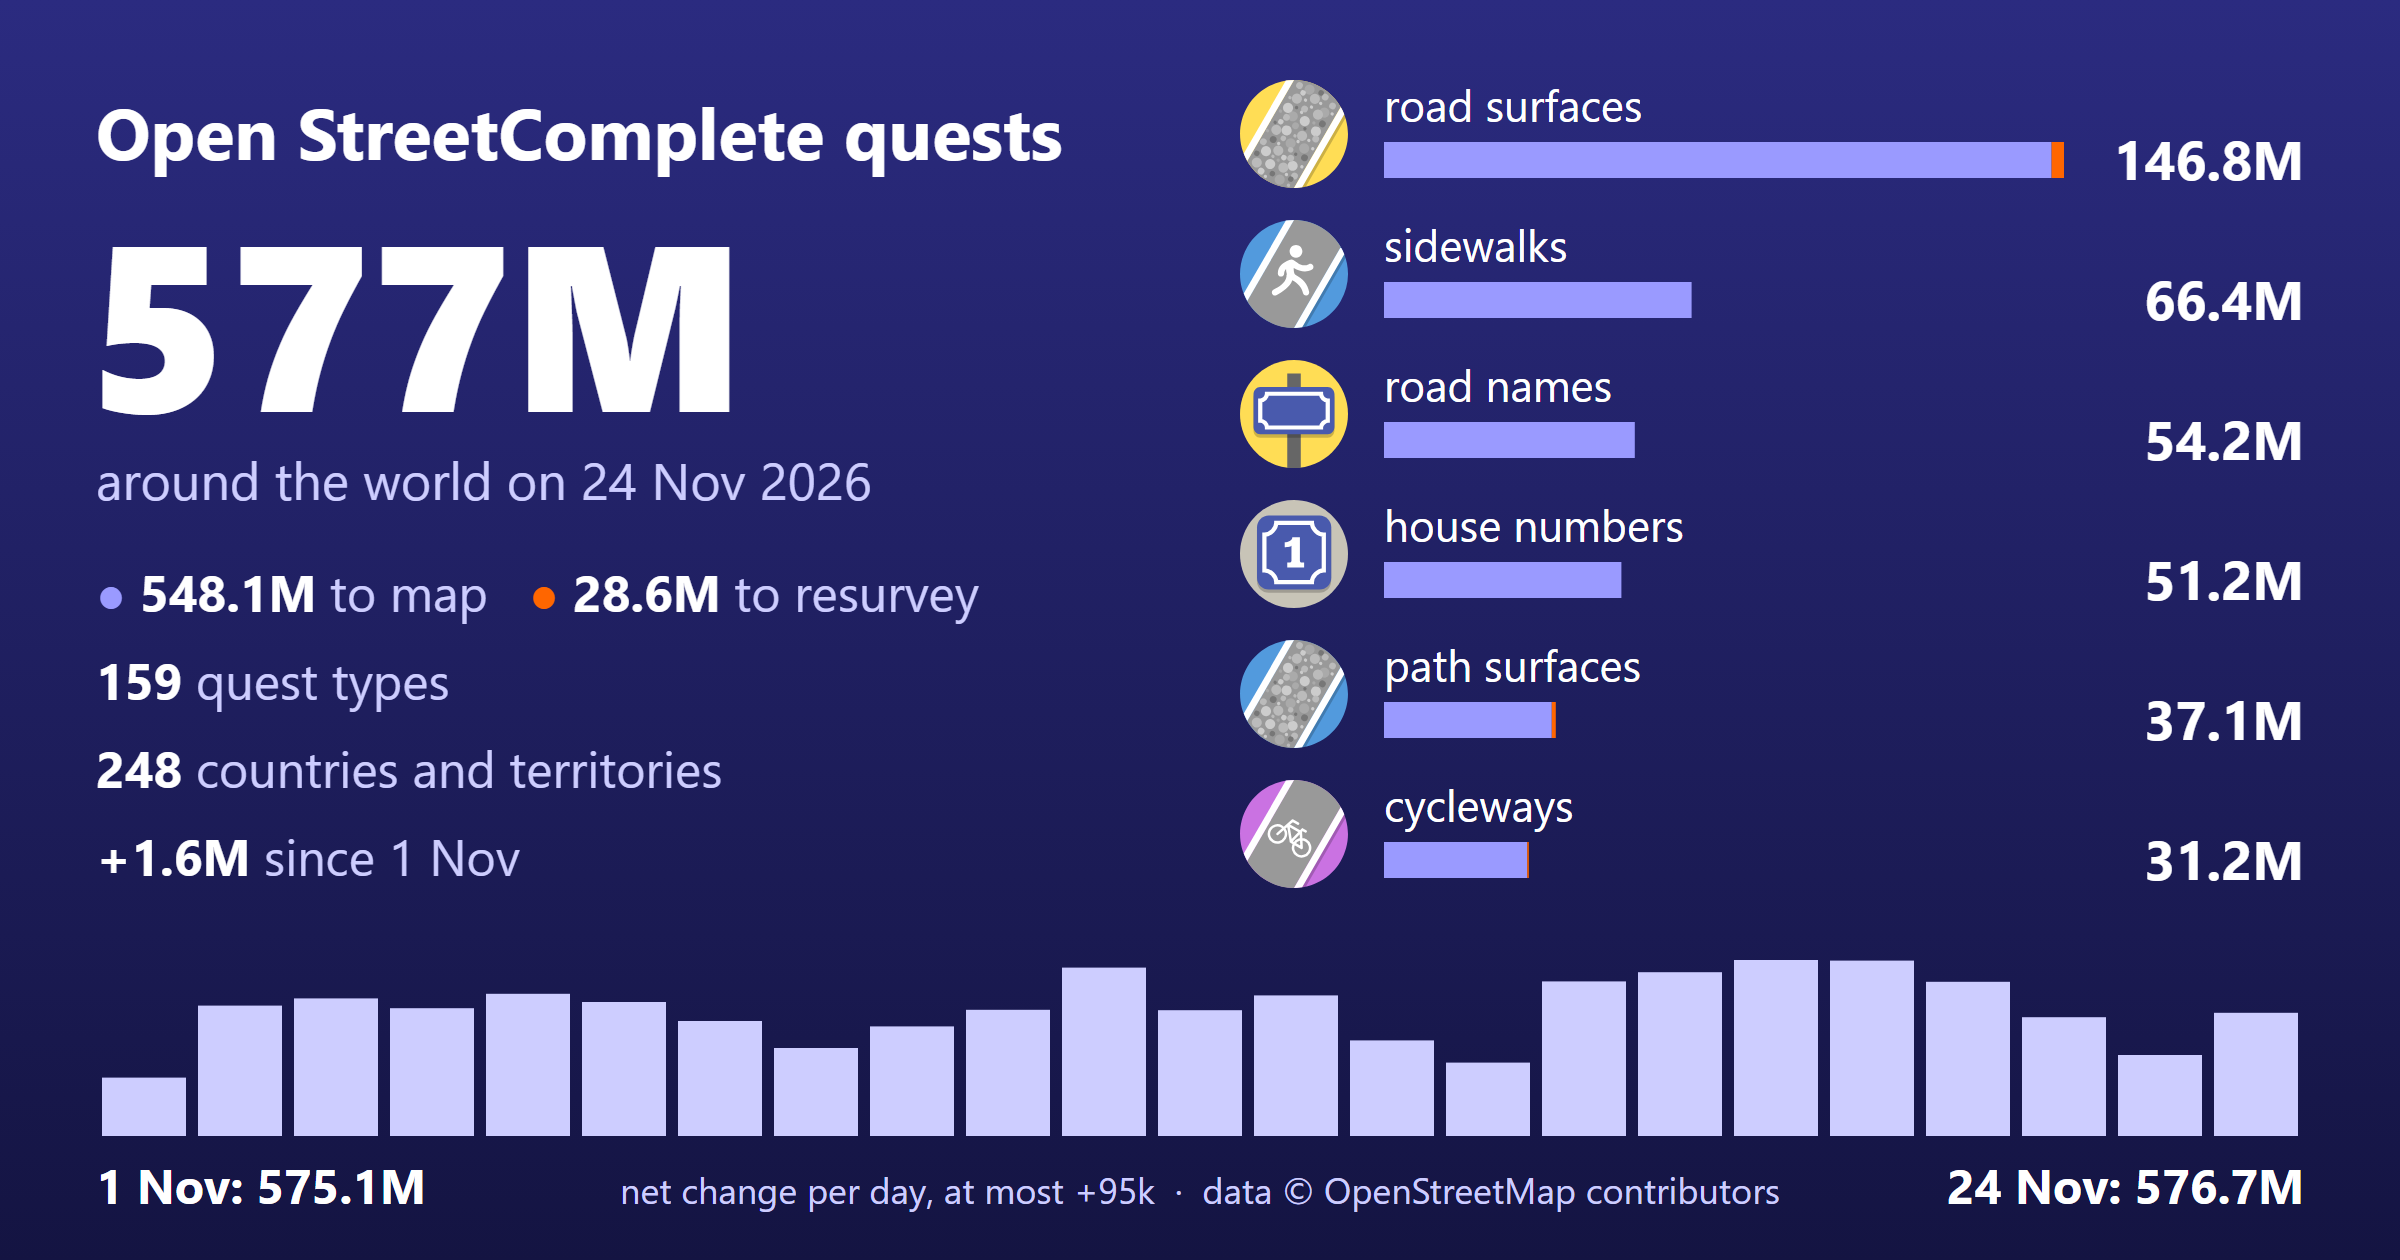 Open StreetComplete quests
577M
around the world on 24 Nov 2026
548.1M to map 28.6M to resurvey
159 quest types
248 countries and territories
+1.6M since 1 Nov
road surfaces
146.8M
sidewalks
66.4M
road names
54.2M
1
house numbers
51.2M
path surfaces
37.1M
cycleways
31.2M
1 Nov: 575.1M
net change per day, at most +95k · data © OpenStreetMap contributors
24 Nov: 576.7M